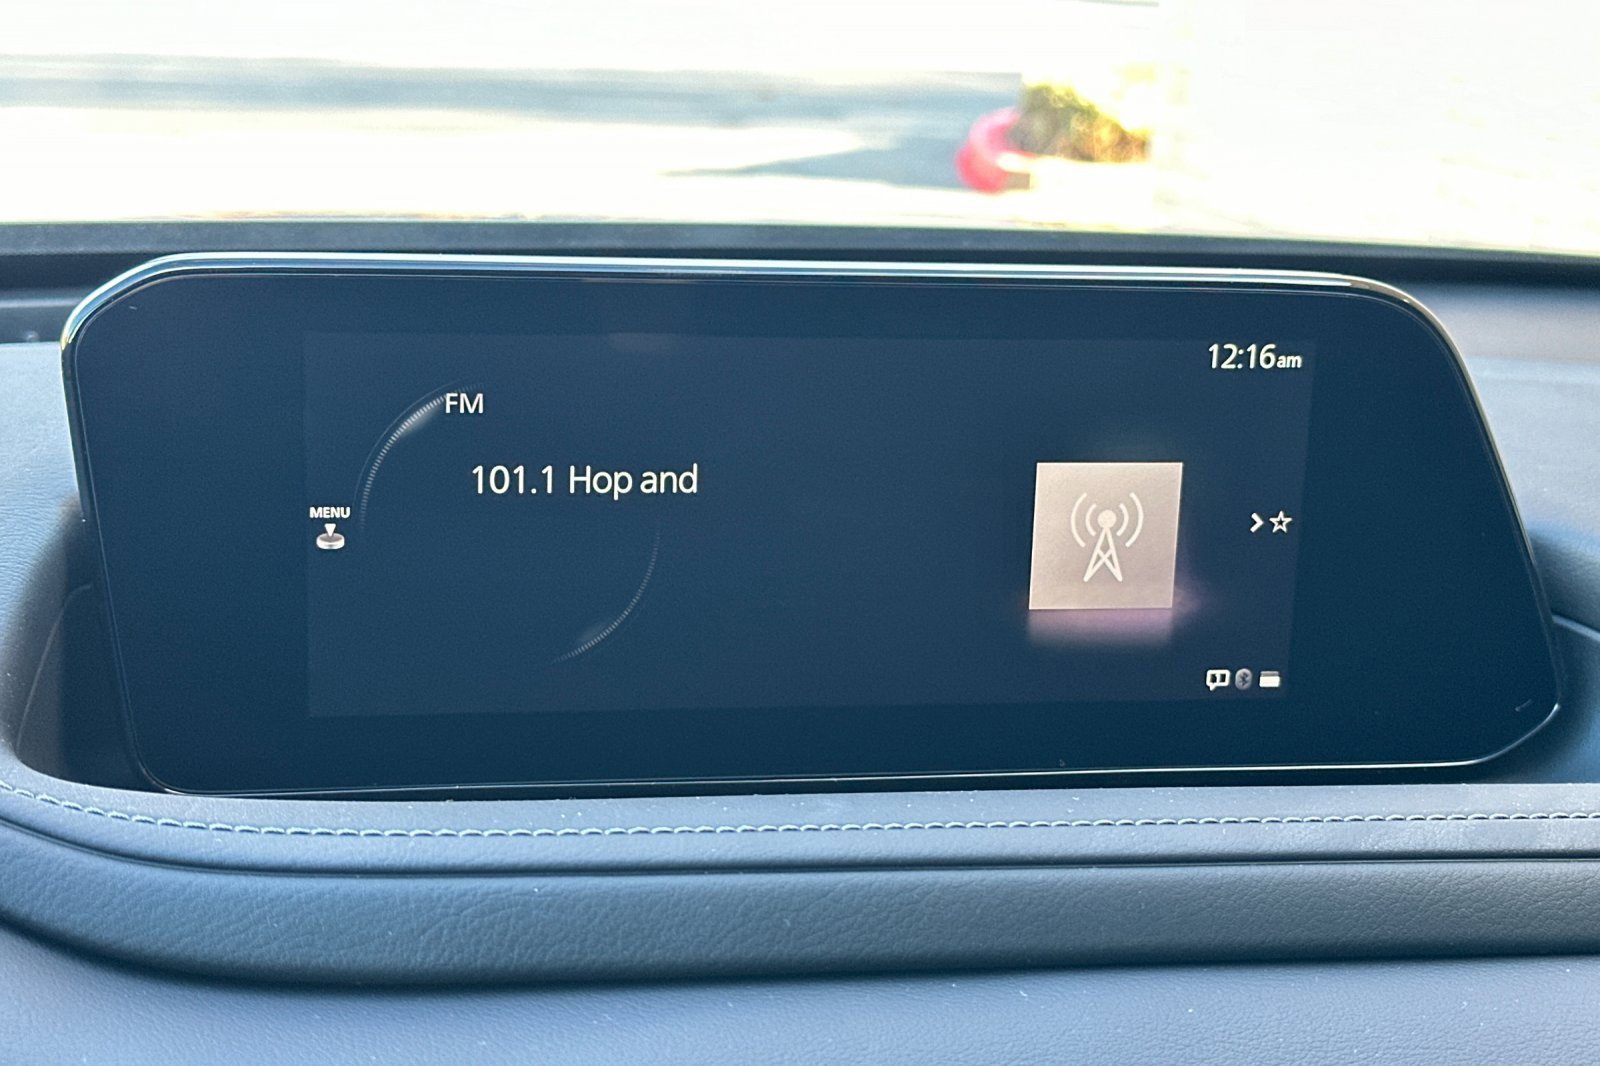 12:16am
FM
101.1 Hop and
MENU